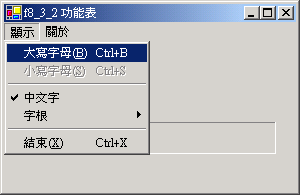 f8_3_2 功能表
顯示 關於
大寫字母(B) Ctrl+B
小寫字母(S) Ctrl+S
中文字
字根
結束(X) Ctrl+X